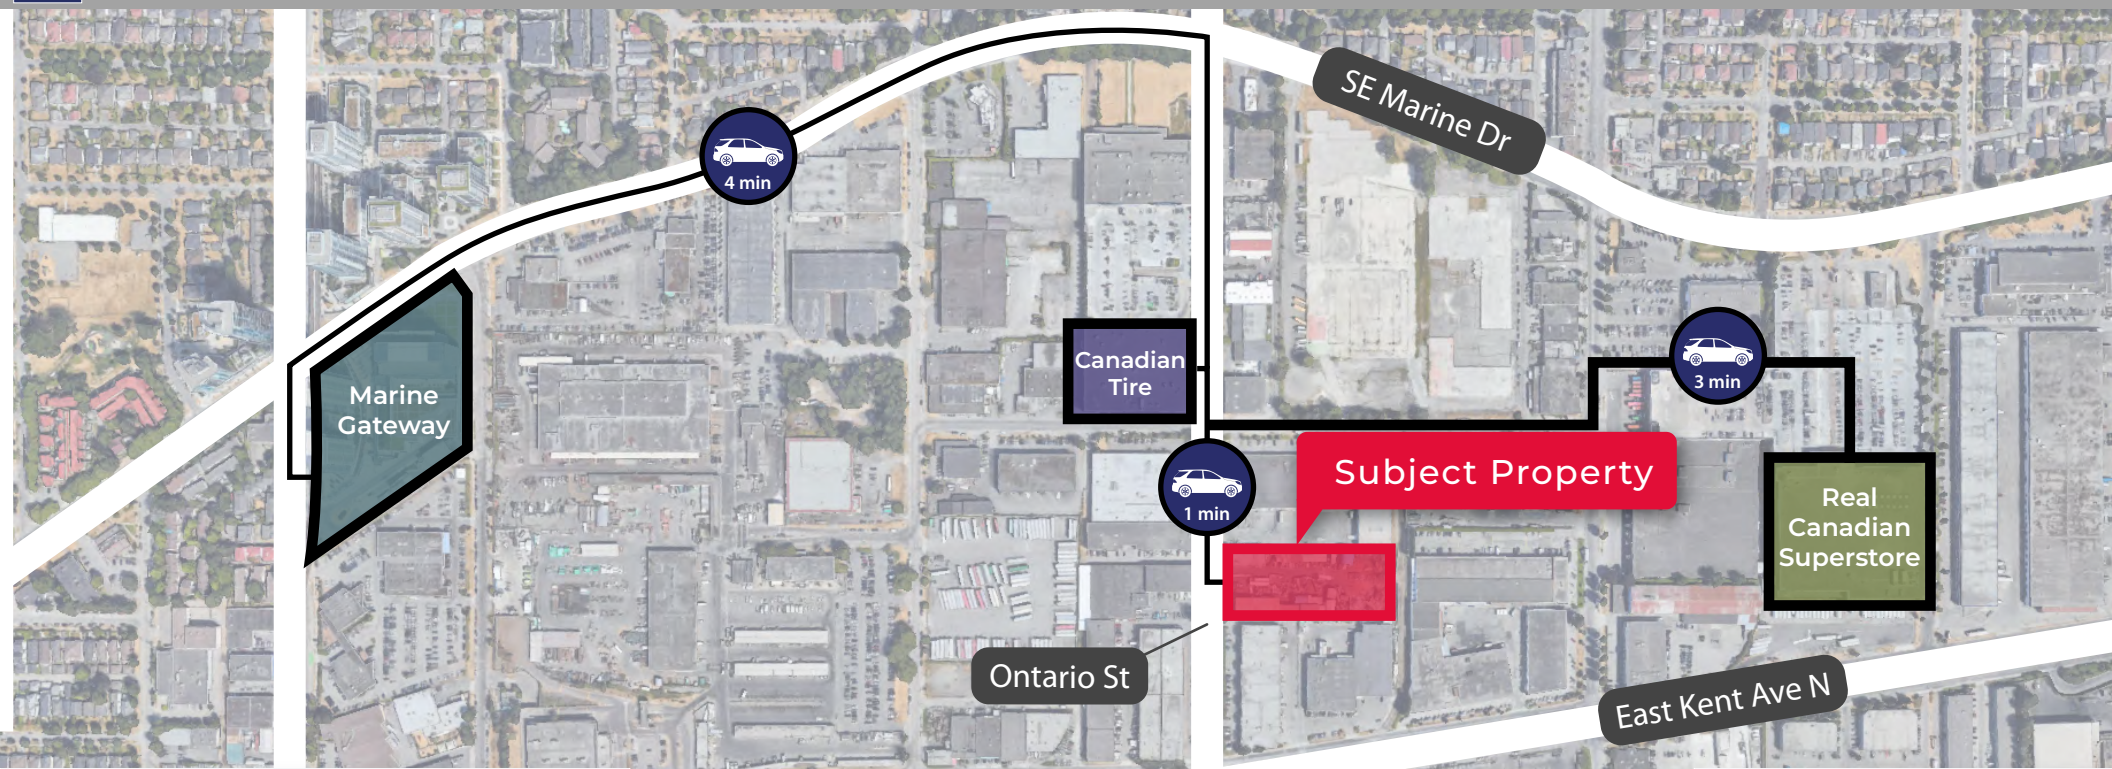 SE Marine Dr
4 min
Canadian
Tire
3 min
Marine
Gateway
Subject Property
1 min
Real
Canadian
Superstore
Ontario St
East Kent Ave N